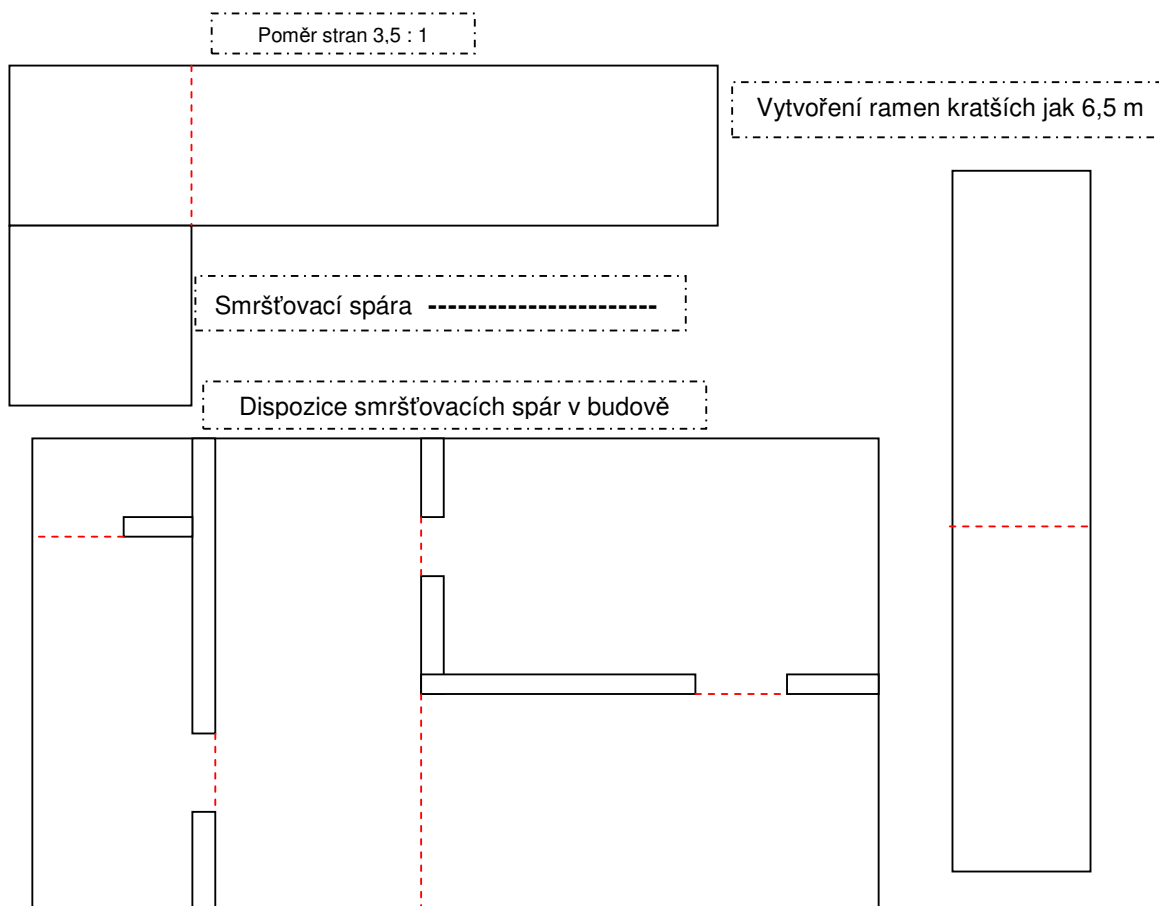 Poměr stran 3,5 : 1
Vytvoření ramen kratších jak 6,5 m
Smršťovací spára -----------------------
Dispozice smršťovacích spár v budově